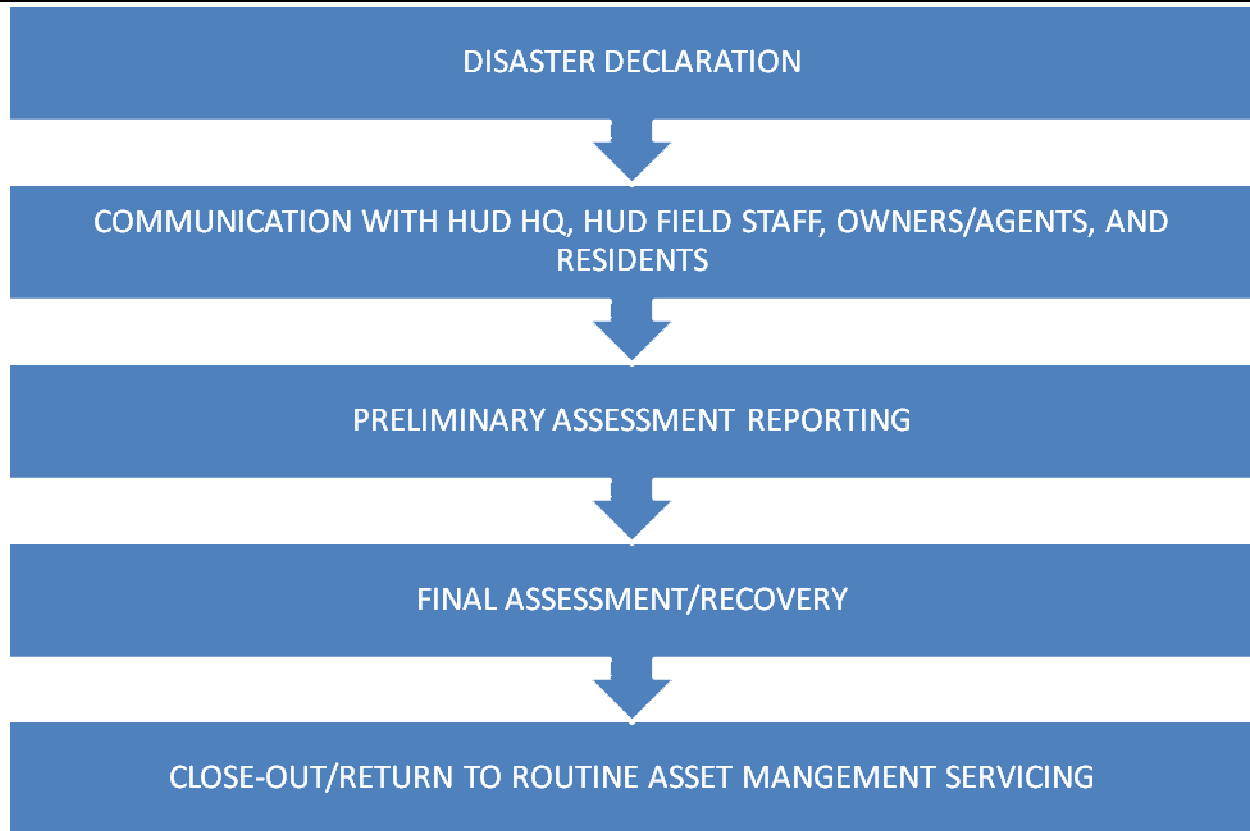 DISASTER DECLARATION
COMMUNICATION WITH HUD HQ, HUD FIELD STAFF, OWNERS/AGENTS, AND
RESIDENTS
PRELIMINARY ASSESSMENT REPORTING
FINAL ASSESSMENT/RECOVERY
CLOSE-OUT/RETURN TO ROUTINE ASSET MANGEMENT SERVICING